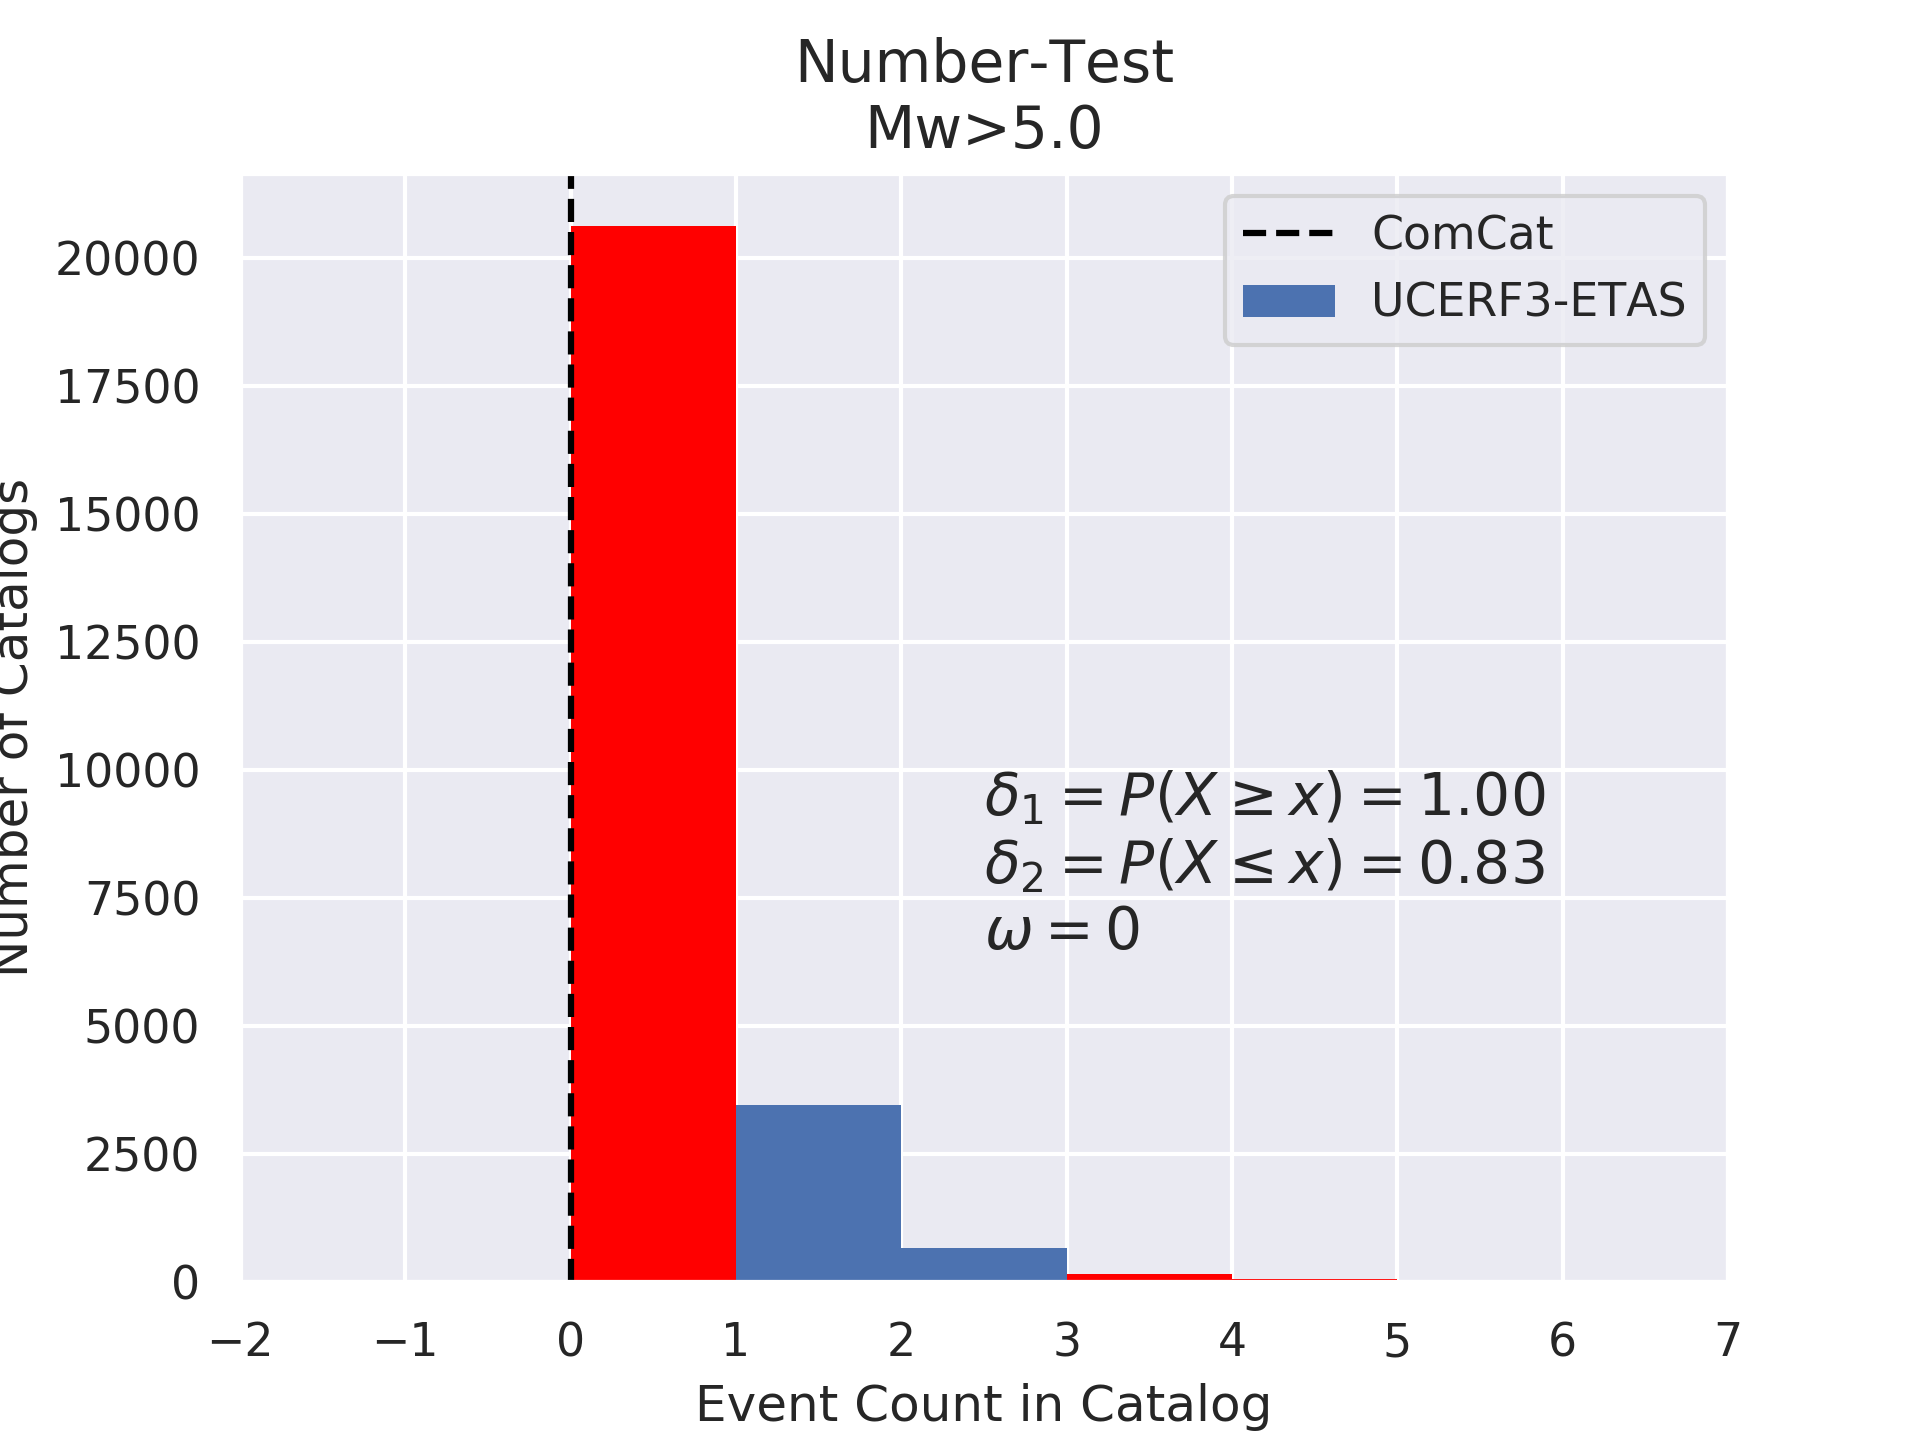 Number-Test
Mw>5.0
ComCat
UCERF3-ETAS
20000
17500
15000
12500
10000
7500
5000
2500
0
Number of Catalogs
δ₁ = P(X ≥ x) = 1.00
δ₂ = P(X ≤ x) = 0.83
ω = 0
−2 −1 0 1 2 3 4 5 6 7
Event Count in Catalog